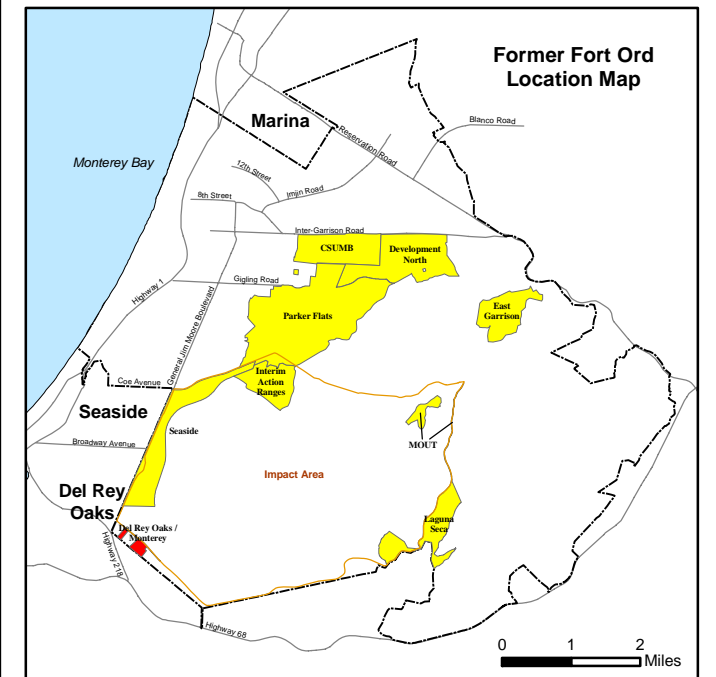 Former Fort Ord
Location Map
Marina
Blanco Road
Reservation Road
Monterey Bay
12th Street
Imjin Road
8th Street
Inter-Garrison Road
CSUMB
Development
North
Highway 1
Gigling Road
General Jim Moore Boulevard
East
Garrison
Parker Flats
Interim
Action
Ranges
Coe Avenue
Seaside
Seaside
MOUT
Broadway Avenue
Impact Area
Del Rey
Oaks
Laguna
Seca
Del Rey Oaks /
Monterey
Highway 218
Highway 68
0 1 2
Miles